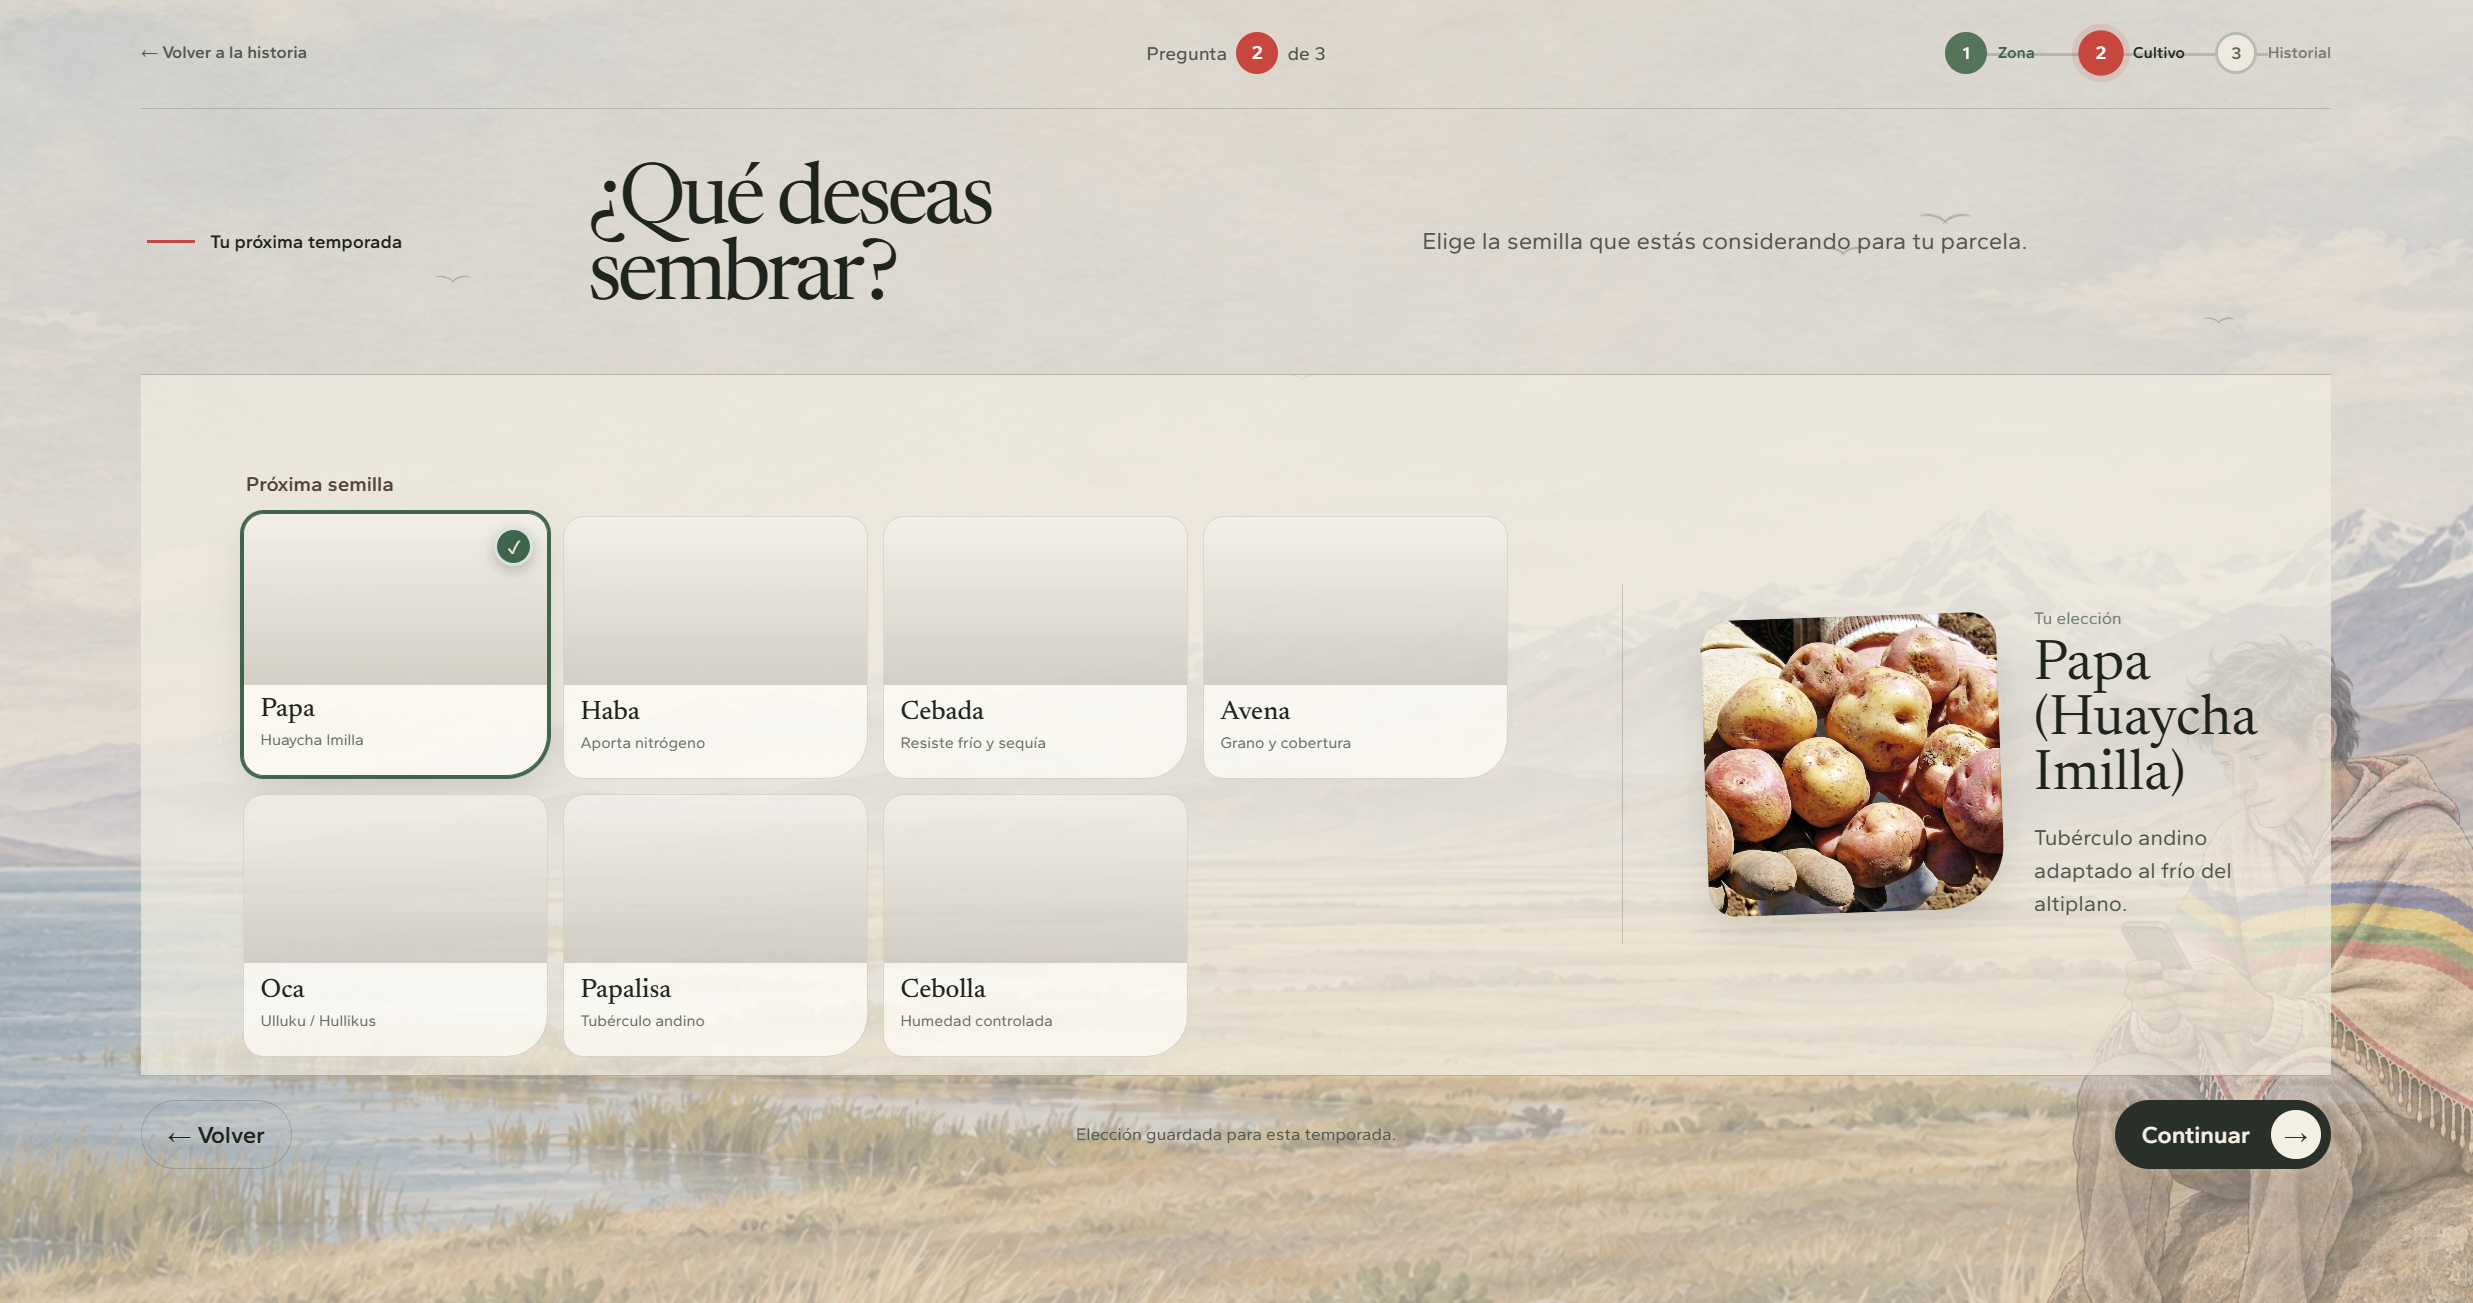 ← Volver a la historia
Pregunta 2 de 3
1 Zona 2 Cultivo 3 Historial
Tu próxima temporada
¿Qué deseas
sembrar?
Elige la semilla que estás considerando para tu parcela.
Próxima semilla
✓
Papa
Huaycha Imilla
Haba
Aporta nitrógeno
Cebada
Resiste frío y sequía
Avena
Grano y cobertura
Oca
Ulluku / Hullikus
Papalisa
Tubérculo andino
Cebolla
Humedad controlada
Tu elección
Papa
(Huaycha
Imilla)
Tubérculo andino
adaptado al frío del
altiplano.
← Volver
Elección guardada para esta temporada.
Continuar →